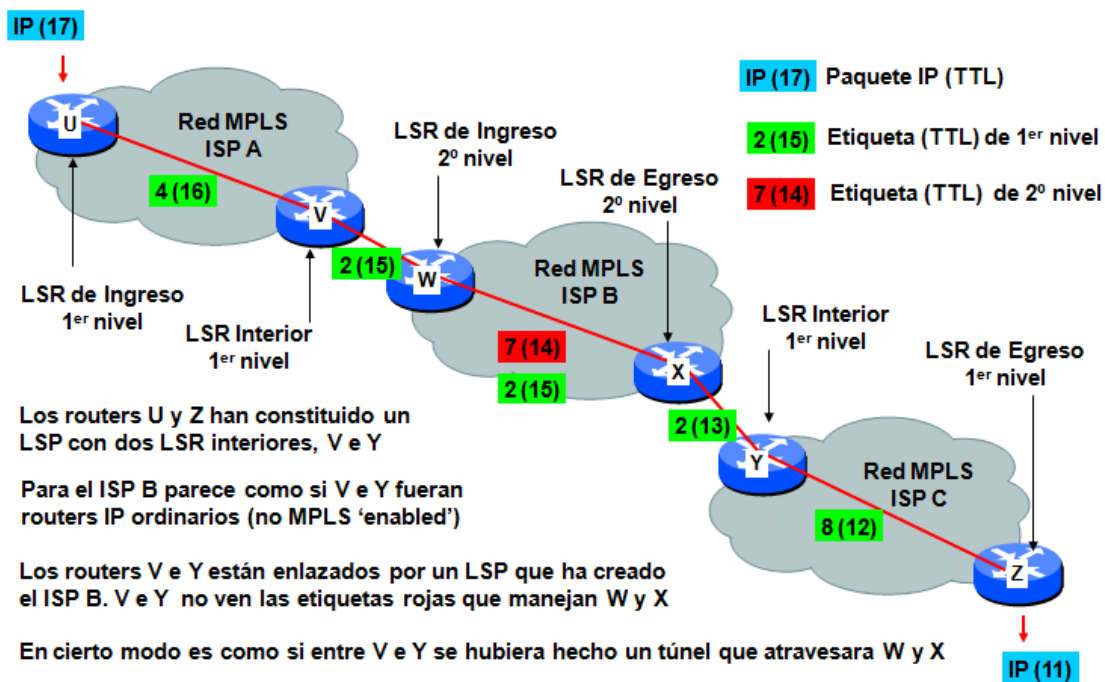 IP (17)
IP (17) Paquete IP (TTL)
2 (15) Etiqueta (TTL) de 1er nivel
7 (14) Etiqueta (TTL) de 2º nivel
U
Red MPLS
ISP A
4 (16)
LSR de Ingreso
2º nivel
V
2 (15)
W
LSR de Ingreso
1er nivel
LSR Interior
1er nivel
LSR de Egreso
2º nivel
Red MPLS
ISP B
7 (14)
2 (15)
X
2 (13)
LSR Interior
1er nivel
LSR de Egreso
1er nivel
Y
Red MPLS
ISP C
8 (12)
Z
IP (11)
Los routers U y Z han constituido un
LSP con dos LSR interiores, V e Y
Para el ISP B parece como si V e Y fueran
routers IP ordinarios (no MPLS ‘enabled’)
Los routers V e Y están enlazados por un LSP que ha creado
el ISP B. V e Y no ven las etiquetas rojas que manejan W y X
En cierto modo es como si entre V e Y se hubiera hecho un túnel que atravesara W y X